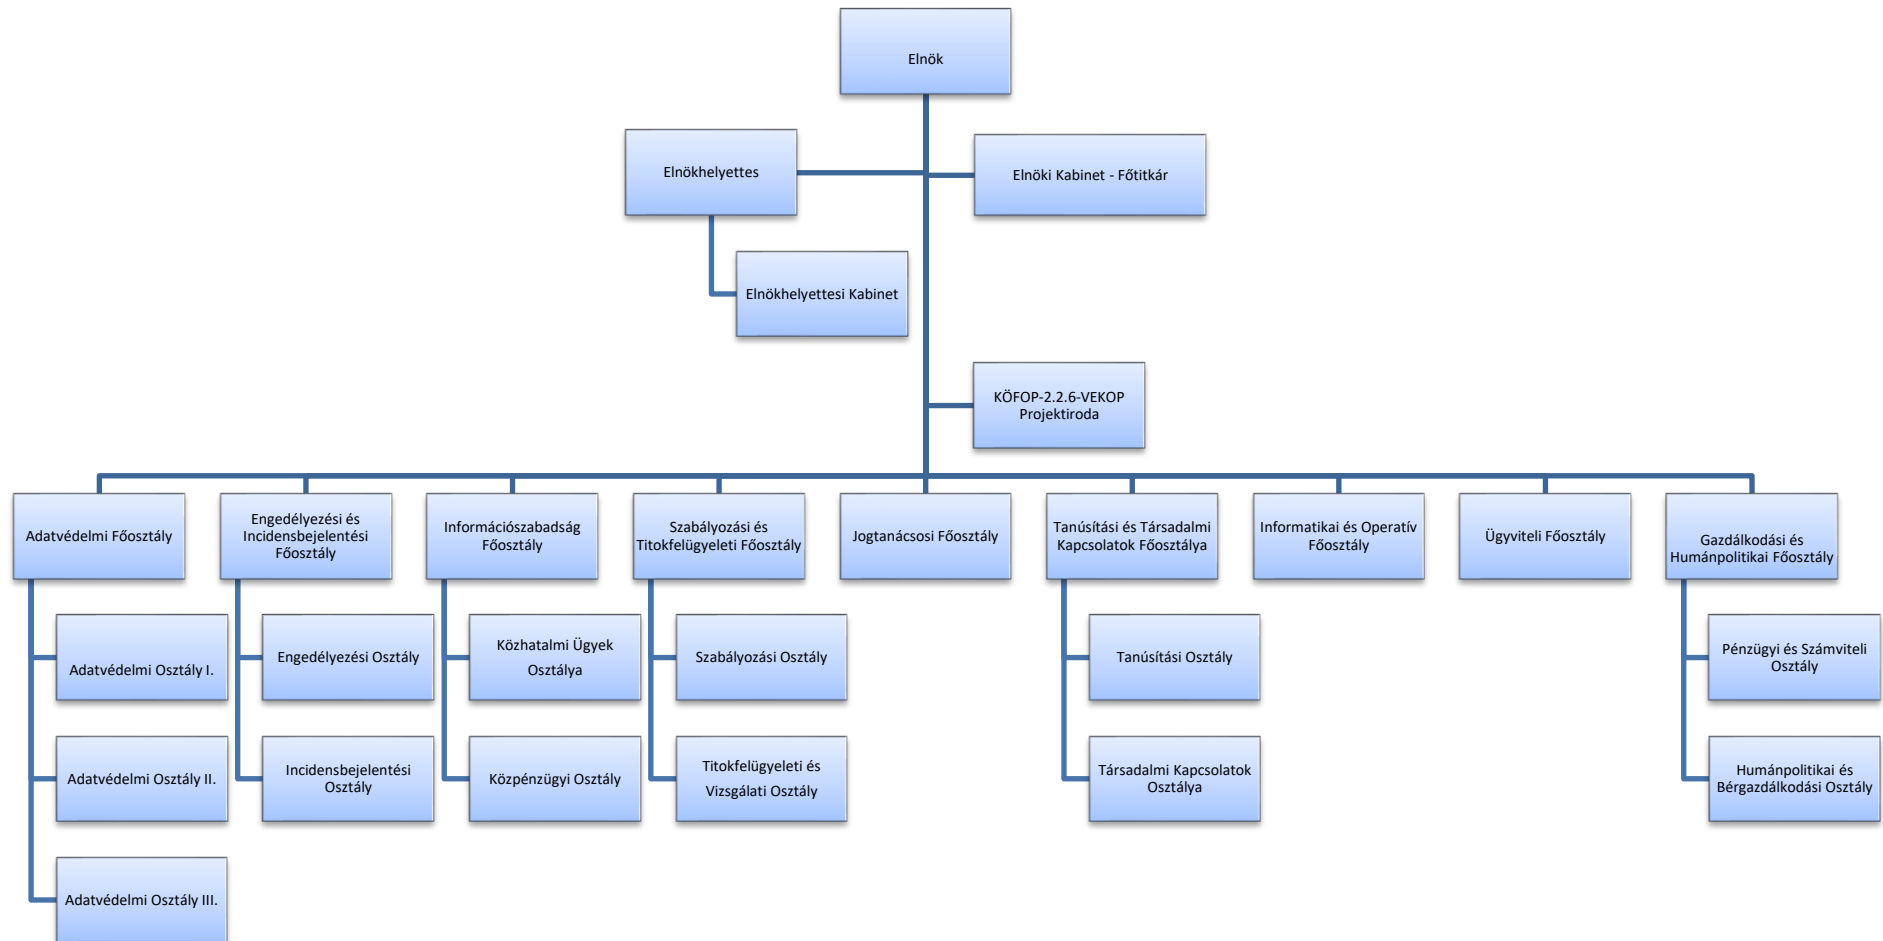 Elnök
Elnökhelyettes
Elnöki Kabinet - Főtitkár
Elnökhelyettesi Kabinet
KÖFOP-2.2.6-VEKOP
Projektiroda
Adatvédelmi Főosztály
Engedélyezési és
Incidensbejelentési
Főosztály
Információszabadság
Főosztály
Szabályozási és
Titokfelügyeleti Főosztály
Jogtanácsosi Főosztály
Tanúsítási és Társadalmi
Kapcsolatok Főosztálya
Informatikai és Operatív
Főosztály
Ügyviteli Főosztály
Gazdálkodási és
Humánpolitikai Főosztály
Adatvédelmi Osztály I.
Engedélyezési Osztály
Közhatalmi Ügyek
Osztálya
Szabályozási Osztály
Tanúsítási Osztály
Pénzügyi és Számviteli
Osztály
Adatvédelmi Osztály II.
Incidensbejelentési
Osztály
Közpénzügyi Osztály
Titokfelügyeleti és
Vizsgálati Osztály
Társadalmi Kapcsolatok
Osztálya
Humánpolitikai és
Bérgazdálkodási Osztály
Adatvédelmi Osztály III.